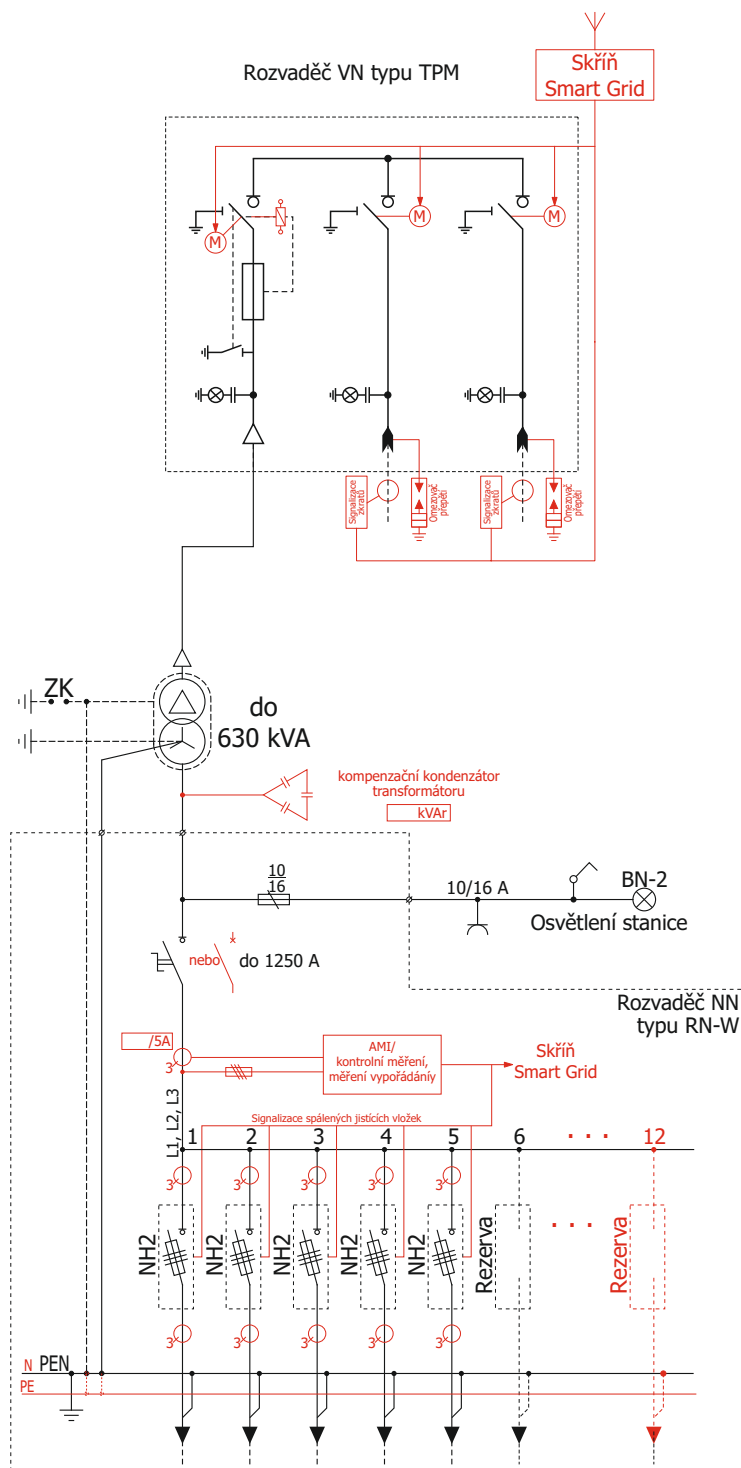 Rozvaděč VN typu TPM
Skříň
Smart Grid
M
M
M
Signalizace
zkratů
Omezovač
přepětí
Signalizace
zkratů
Omezovač
přepětí
ZK
do
630 kVA
kompenzační kondenzátor
transformátoru
kVAr
10
16
10/16 A
BN-2
Osvětlení stanice
nebo
do 1250 A
Rozvaděč NN
typu RN-W
/5A
3
AMI/
kontrolní měření,
měření vypořádáníy
Skříň
Smart Grid
L1, L2, L3
Signalizace spálených jistících vložek
1 2 3 4 5 6 . . . 12
3 3 3 3 3
NH2 NH2 NH2 NH2 NH2 Rezerva . . . Rezerva
3 3 3 3 3
N PEN
PE